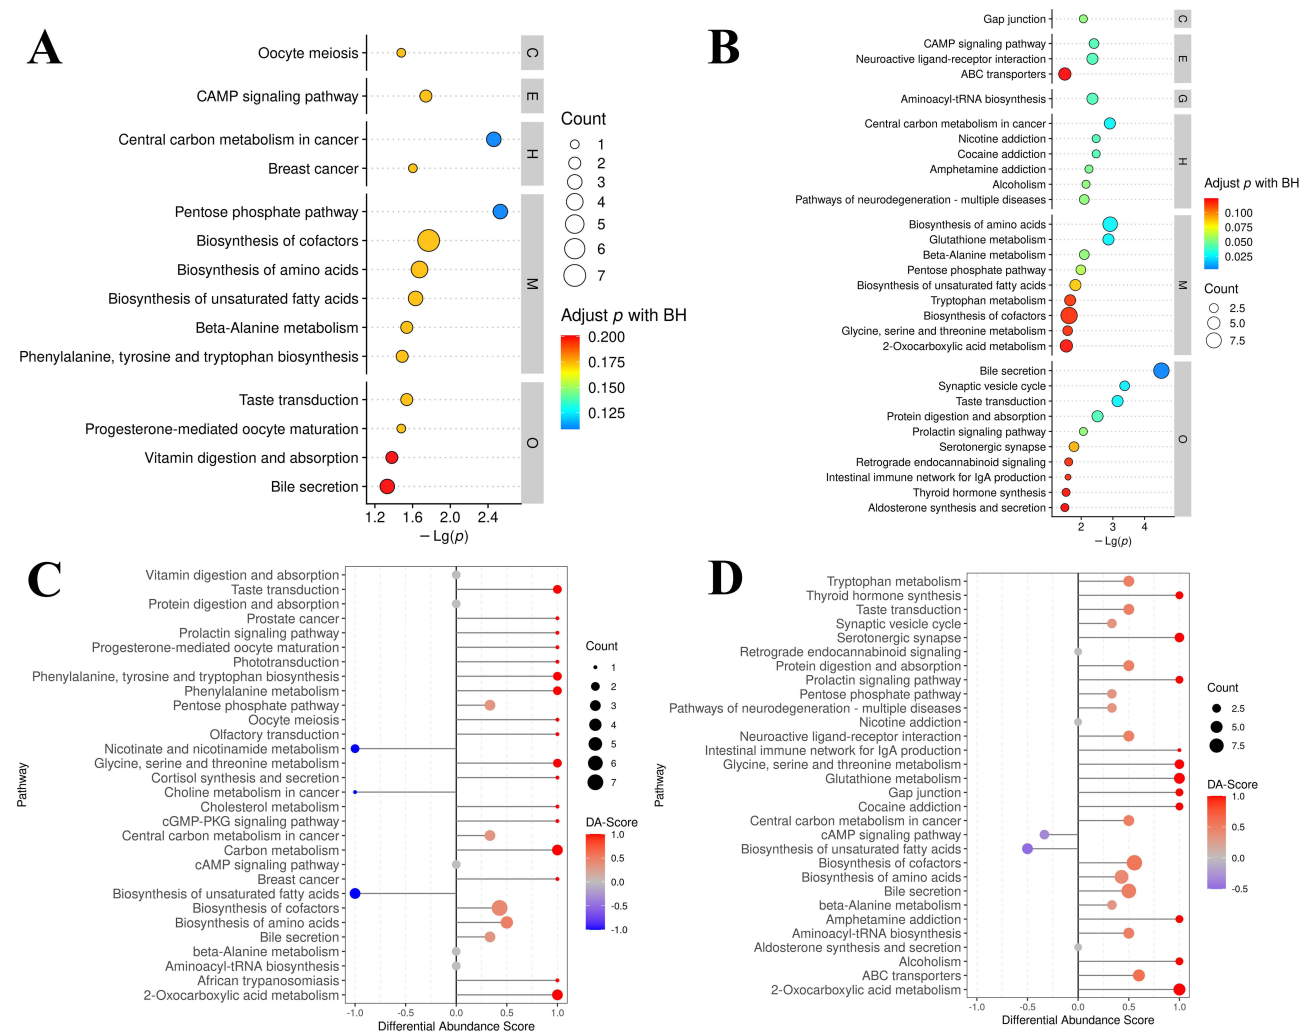 A
Oocyte meiosis
C
CAMP signaling pathway
E
Central carbon metabolism in cancer
Breast cancer
H
Pentose phosphate pathway
Biosynthesis of cofactors
Biosynthesis of amino acids
Biosynthesis of unsaturated fatty acids
Beta-Alanine metabolism
Phenylalanine, tyrosine and tryptophan biosynthesis
M
Taste transduction
Progesterone-mediated oocyte maturation
Vitamin digestion and absorption
Bile secretion
O
1.2 1.6 2.0 2.4
− Lg(p)
Count
1
2
3
4
5
6
7
Adjust p with BH
0.200
0.175
0.150
0.125
B
Gap junction
C
CAMP signaling pathway
Neuroactive ligand-receptor interaction
ABC transporters
E
Aminoacyl-tRNA biosynthesis
G
Central carbon metabolism in cancer
Nicotine addiction
Cocaine addiction
Amphetamine addiction
Alcoholism
Pathways of neurodegeneration - multiple diseases
H
Biosynthesis of amino acids
Glutathione metabolism
Beta-Alanine metabolism
Pentose phosphate pathway
Biosynthesis of unsaturated fatty acids
Tryptophan metabolism
Biosynthesis of cofactors
Glycine, serine and threonine metabolism
2-Oxocarboxylic acid metabolism
M
Bile secretion
Synaptic vesicle cycle
Taste transduction
Protein digestion and absorption
Prolactin signaling pathway
Serotonergic synapse
Retrograde endocannabinoid signaling
Intestinal immune network for IgA production
Thyroid hormone synthesis
Aldosterone synthesis and secretion
O
2 3 4
− Lg(p)
Adjust p with BH
0.100
0.075
0.050
0.025
Count
2.5
5.0
7.5
C
Pathway
Vitamin digestion and absorption
Taste transduction
Protein digestion and absorption
Prostate cancer
Prolactin signaling pathway
Progesterone-mediated oocyte maturation
Phototransduction
Phenylalanine, tyrosine and tryptophan biosynthesis
Phenylalanine metabolism
Pentose phosphate pathway
Oocyte meiosis
Olfactory transduction
Nicotinate and nicotinamide metabolism
Glycine, serine and threonine metabolism
Cortisol synthesis and secretion
Choline metabolism in cancer
Cholesterol metabolism
cGMP-PKG signaling pathway
Central carbon metabolism in cancer
Carbon metabolism
cAMP signaling pathway
Breast cancer
Biosynthesis of unsaturated fatty acids
Biosynthesis of cofactors
Biosynthesis of amino acids
Bile secretion
beta-Alanine metabolism
Aminoacyl-tRNA biosynthesis
African trypanosomiasis
2-Oxocarboxylic acid metabolism
-1.0 -0.5 0.0 0.5 1.0
Differential Abundance Score
Count
1
2
3
4
5
6
7
DA-Score
1.0
0.5
0.0
-0.5
-1.0
D
Pathway
Tryptophan metabolism
Thyroid hormone synthesis
Taste transduction
Synaptic vesicle cycle
Serotonergic synapse
Retrograde endocannabinoid signaling
Protein digestion and absorption
Prolactin signaling pathway
Pentose phosphate pathway
Pathways of neurodegeneration - multiple diseases
Nicotine addiction
Neuroactive ligand-receptor interaction
Intestinal immune network for IgA production
Glycine, serine and threonine metabolism
Glutathione metabolism
Gap junction
Cocaine addiction
Central carbon metabolism in cancer
cAMP signaling pathway
Biosynthesis of unsaturated fatty acids
Biosynthesis of cofactors
Biosynthesis of amino acids
Bile secretion
beta-Alanine metabolism
Amphetamine addiction
Aminoacyl-tRNA biosynthesis
Aldosterone synthesis and secretion
Alcoholism
ABC transporters
2-Oxocarboxylic acid metabolism
-1.0 -0.5 0.0 0.5 1.0
Differential Abundance Score
Count
2.5
5.0
7.5
DA-Score
1.0
0.5
0.0
-0.5